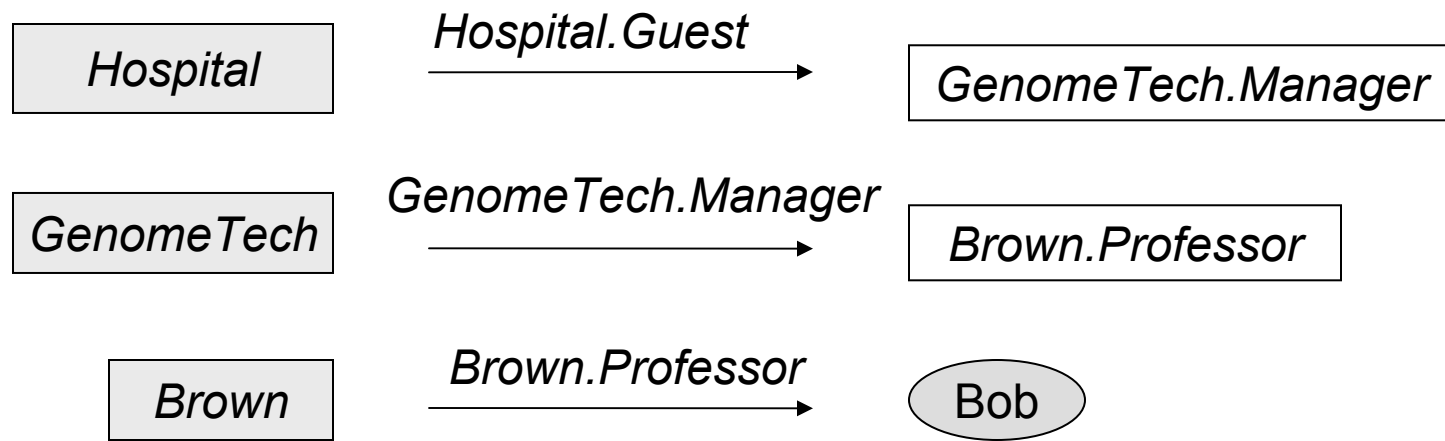 Hospital
Hospital.Guest
GenomeTech.Manager
GenomeTech
GenomeTech.Manager
Brown.Professor
Brown
Brown.Professor
Bob